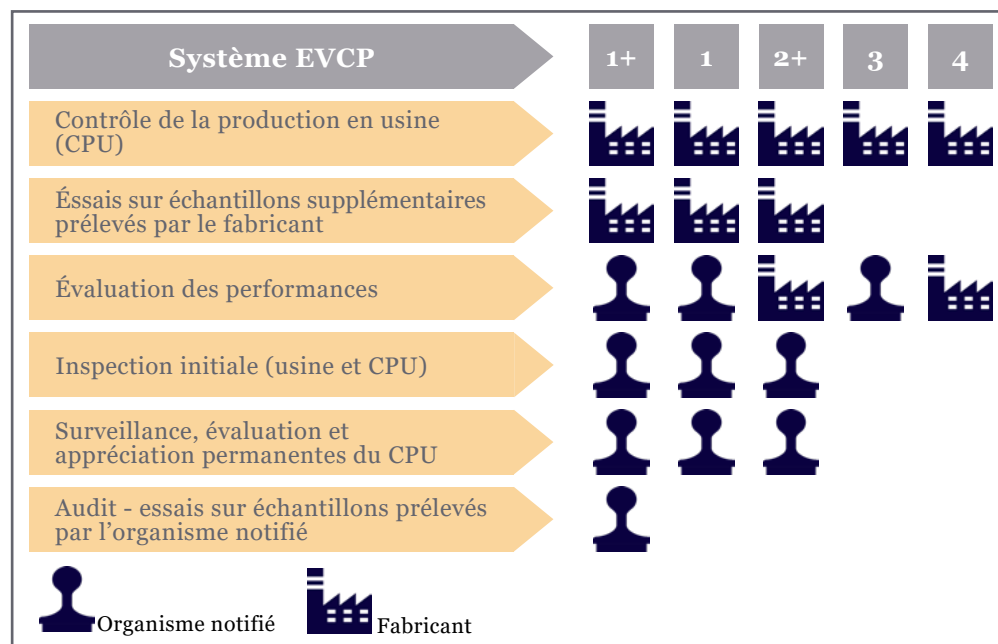 Système EVCP
1+ 1 2+ 3 4
Contrôle de la production en usine
(CPU)
Éssais sur échantillons supplémentaires
prélevés par le fabricant
Évaluation des performances
Inspection initiale (usine et CPU)
Surveillance, évaluation et
appréciation permanentes du CPU
Audit - essais sur échantillons prélevés
par l’organisme notifié
Organisme notifié
Fabricant